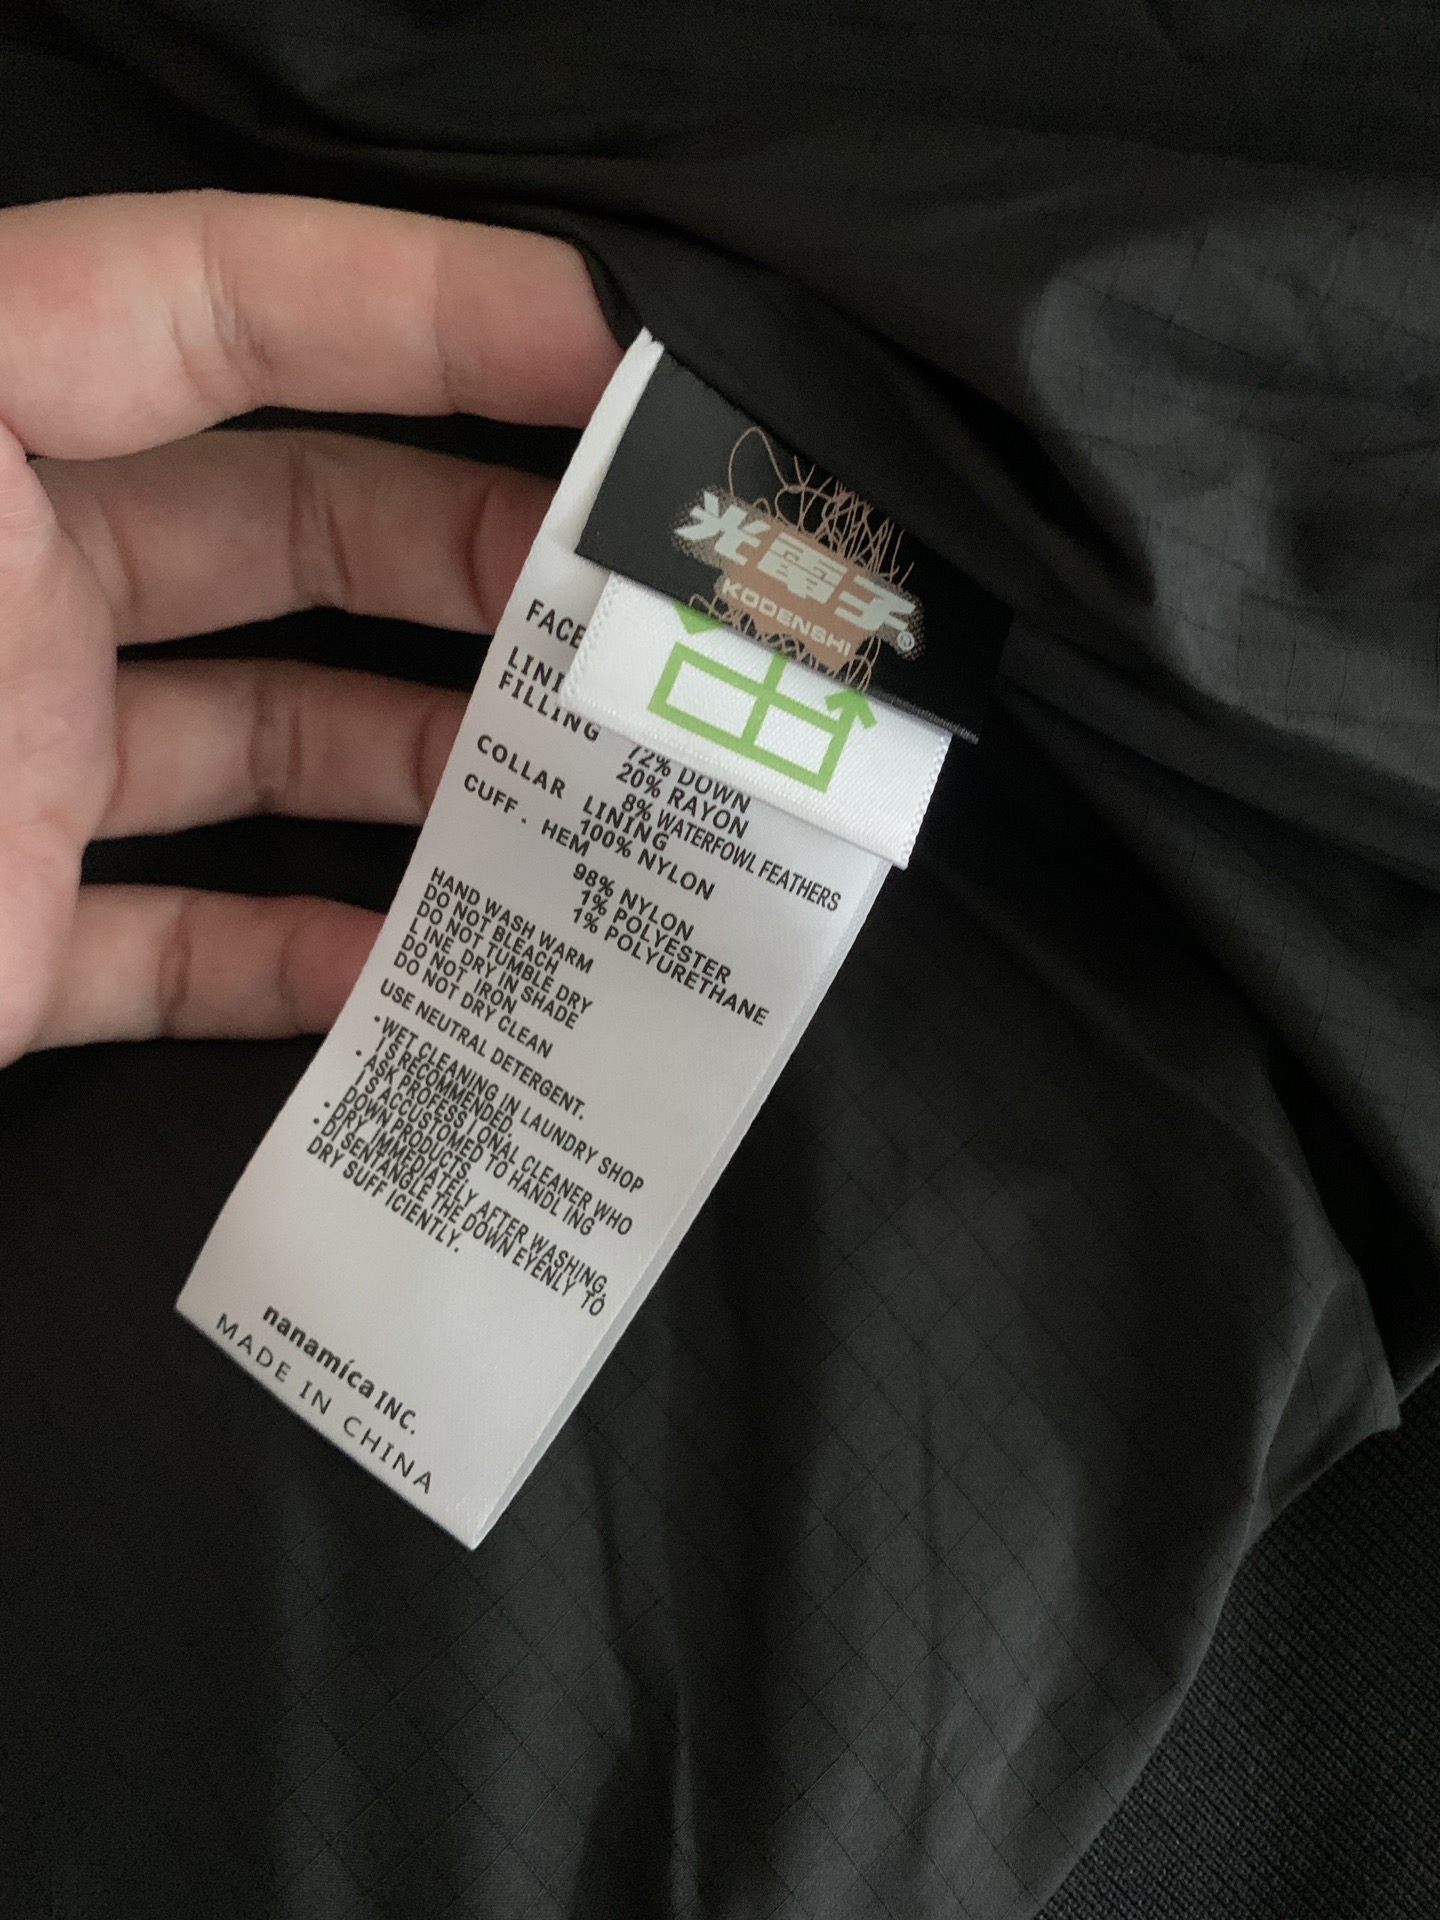 光電子®
KODENSHI
FACE
LINI
FILLING
72% DOWN
20% RAYON
8% WATERFOWL FEATHERS
COLLAR LINING
100% NYLON
CUFF . HEM
98% NYLON
1% POLYESTER
1% POLYURETHANE
HAND WASH WARM
DO NOT BLEACH
DO NOT TUMBLE DRY
LINE DRY IN SHADE
DO NOT IRON
DO NOT DRY CLEAN
USE NEUTRAL DETERGENT.
・WET CLEANING IN LAUNDRY SHOP
IS RECOMMENDED.
・ASK PROFESSIONAL CLEANER WHO
IS ACCUSTOMED TO HANDLING
DOWN PRODUCTS.
・DRY IMMEDIATELY AFTER WASHING.
・DISENTANGLE THE DOWN EYENLY TO
DRY SUFFICIENTLY.
nanamíca INC.
MADE IN CHINA